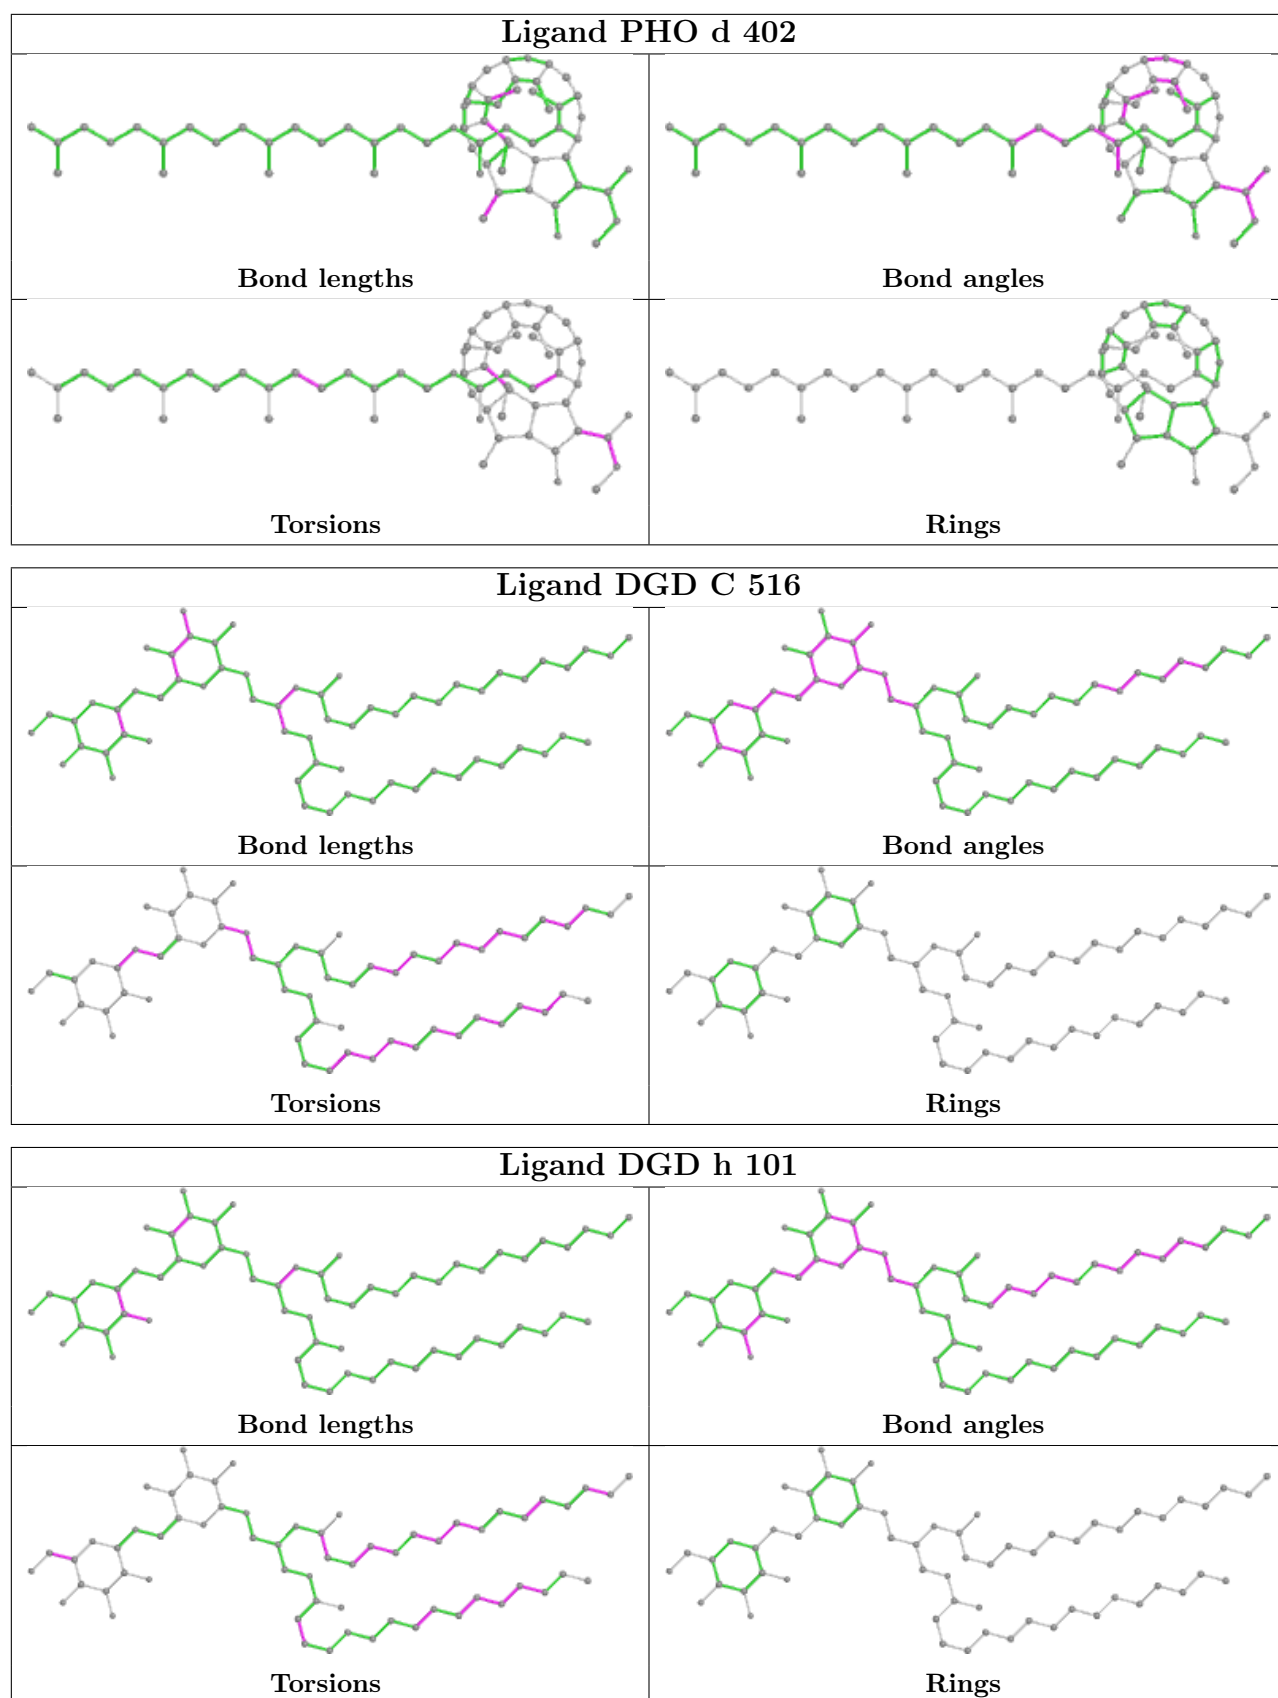 Ligand PHO d 402
Bond lengths
Bond angles
Torsions
Rings
Ligand DGD C 516
Bond lengths
Bond angles
Torsions
Rings
Ligand DGD h 101
Bond lengths
Bond angles
Torsions
Rings